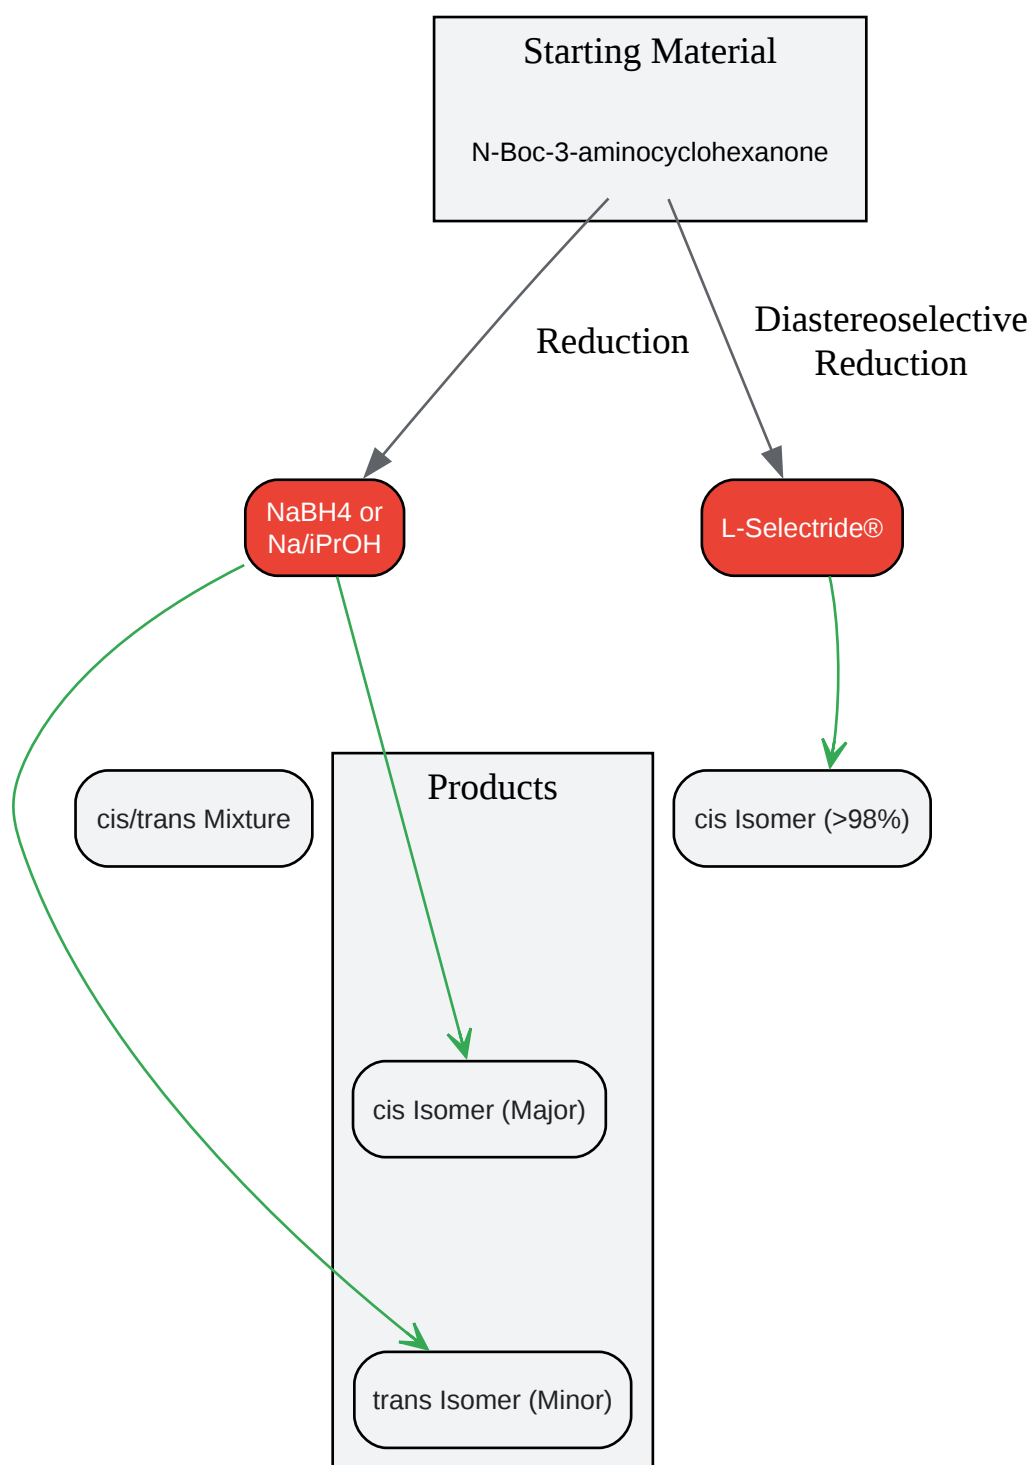 Starting Material
N-Boc-3-aminocyclohexanone
Reduction
Diastereoselective
Reduction
NaBH4 or
Na/iPrOH
L-Selectride®
Products
cis/trans Mixture
cis Isomer (>98%)
cis Isomer (Major)
trans Isomer (Minor)